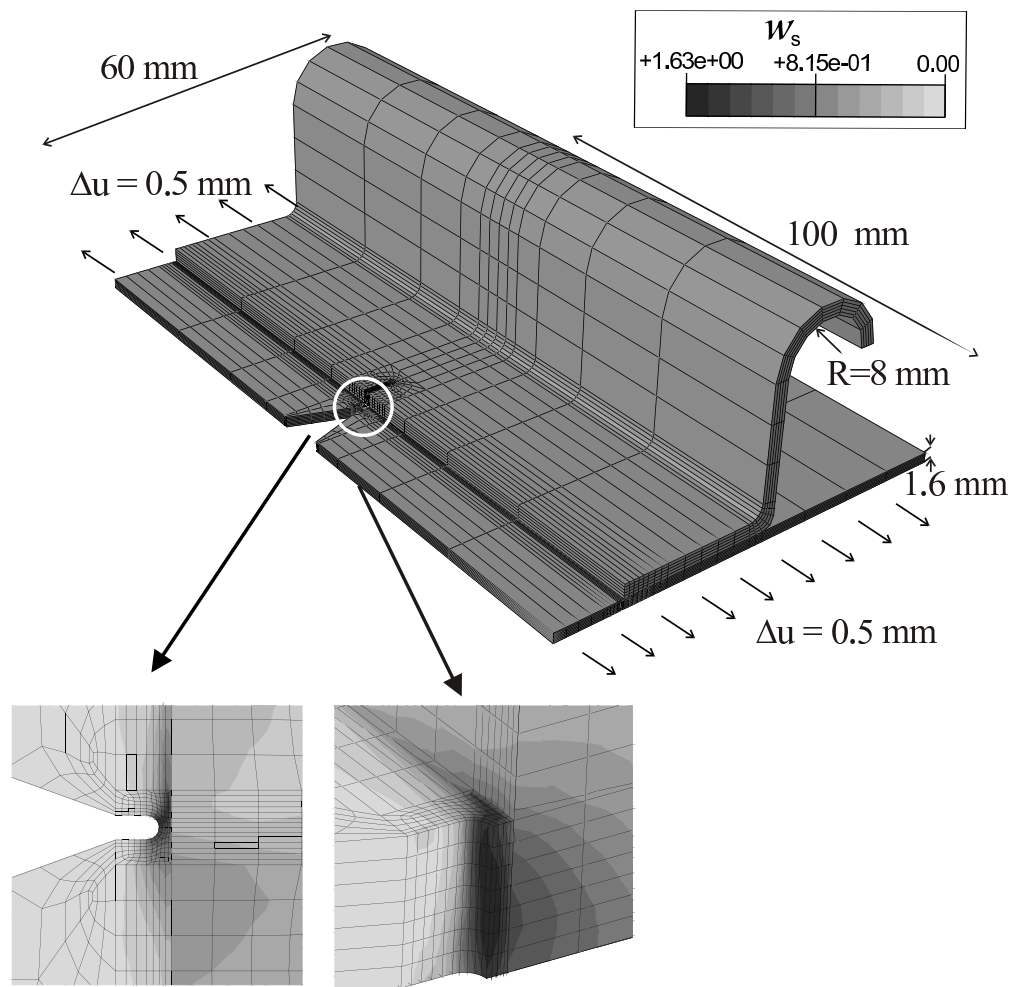 wₛ
+1.63e+00 +8.15e-01 0.00
60 mm
Δu = 0.5 mm
100 mm
R=8 mm
1.6 mm
Δu = 0.5 mm